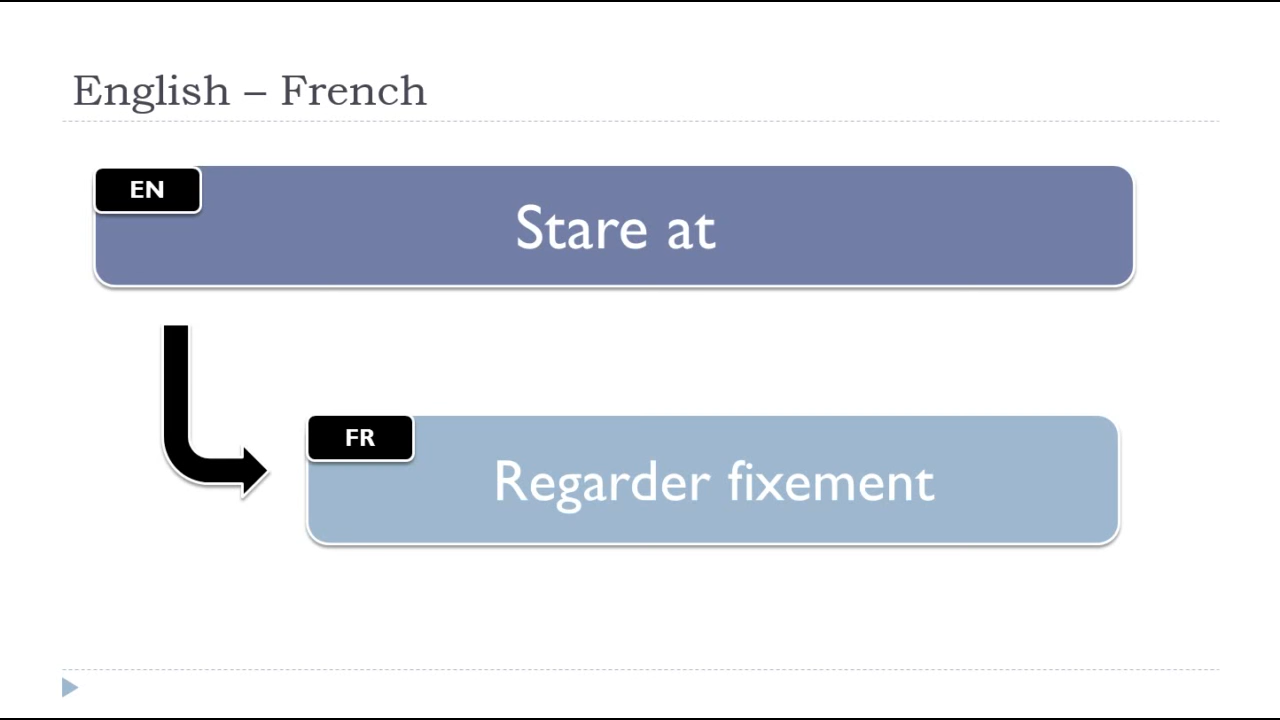 English – French
EN
Stare at
FR
Regarder fixement